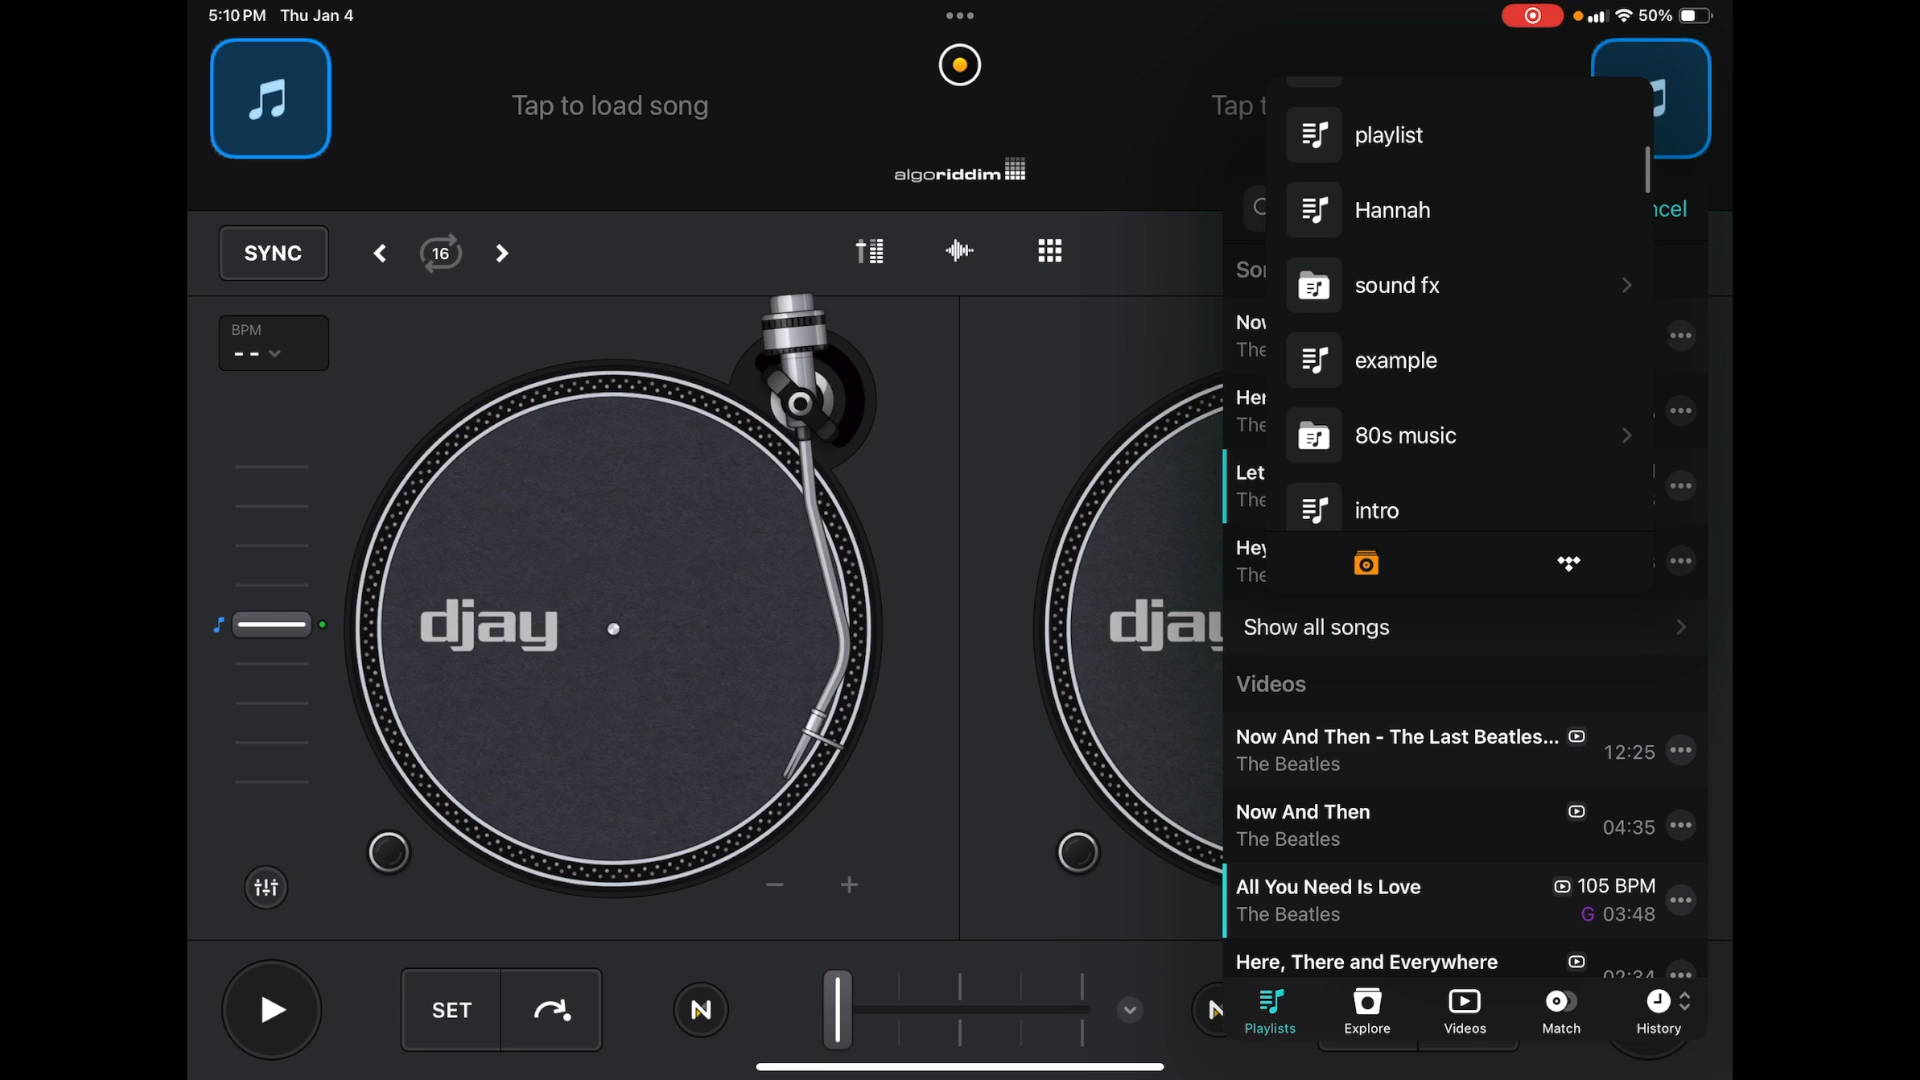 5:10 PM Thu Jan 4
50%
Tap to load song
algoriddim
SYNC
16
BPM
--
djay
SET
playlist
Hannah
sound fx
example
80s music
intro
Show all songs
Videos
Now And Then - The Last Beatles...
The Beatles
12:25
Now And Then
The Beatles
04:35
All You Need Is Love
105 BPM
The Beatles
G 03:48
Here, There and Everywhere
02:34
Playlists
Explore
Videos
Match
History